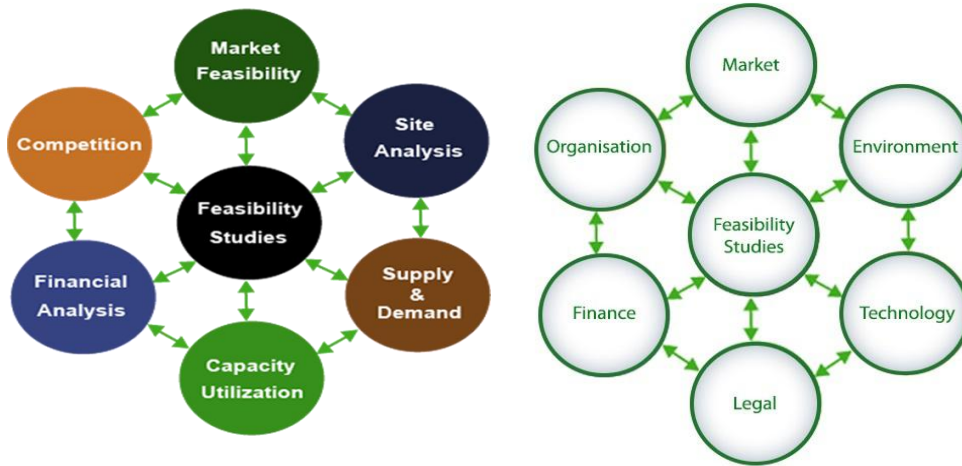 Market
Feasibility
Competition
Site
Analysis
Feasibility
Studies
Financial
Analysis
Supply
&
Demand
Capacity
Utilization
Market
Organisation
Environment
Feasibility
Studies
Finance
Technology
Legal